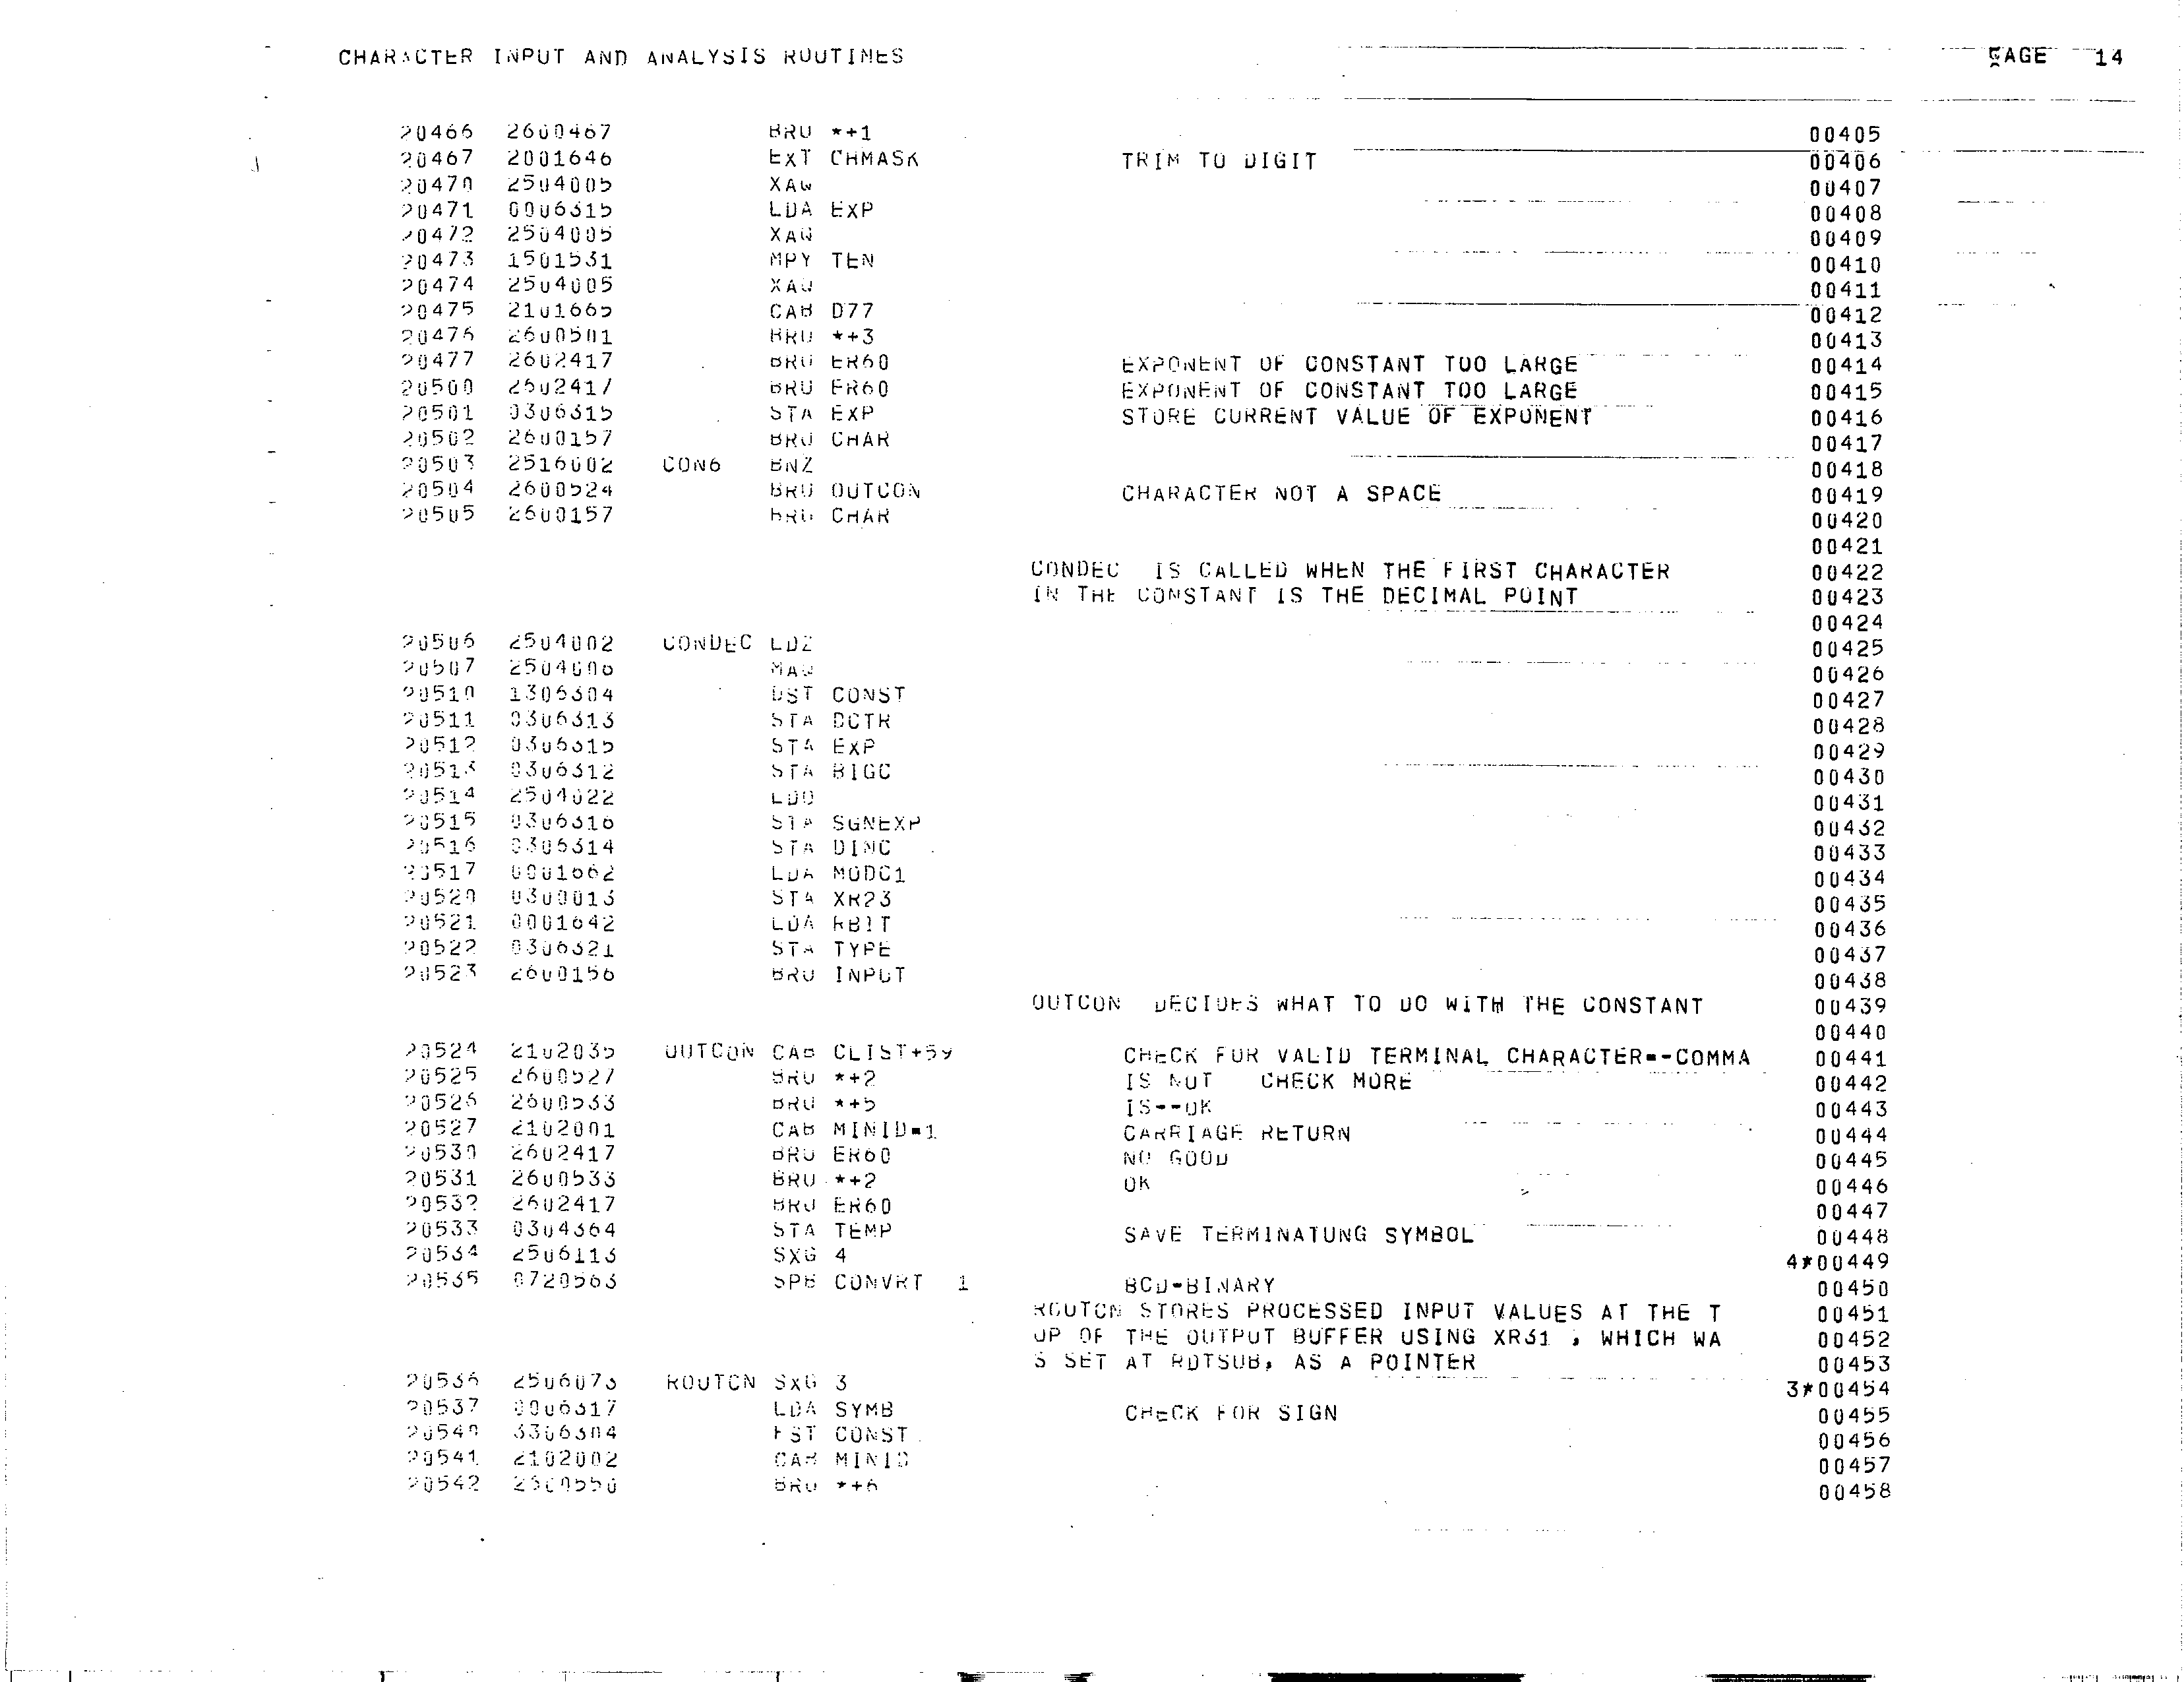 CHARACTER INPUT AND ANALYSIS ROUTINES PAGE 14
20466 2600467 BRU *+1 00405
20467 2001646 EXT CHMASK TRIM TO DIGIT 00406
20470 2504005 XAQ 00407
20471 0006315 LDA EXP 00408
20472 2504005 XAQ 00409
20473 1501531 MPY TEN 00410
20474 2504005 XAQ 00411
20475 2101665 CAB D77 00412
20476 2600501 BRU *+3 00413
20477 2602417 BRU ER60 EXPONENT OF CONSTANT TOO LARGE 00414
20500 2602417 BRU ER60 EXPONENT OF CONSTANT TOO LARGE 00415
20501 0306315 STA EXP STORE CURRENT VALUE OF EXPONENT 00416
20502 2600157 BRU CHAR 00417
20503 2516002 CON6 BNZ 00418
20504 2600524 BRU OUTCON CHARACTER NOT A SPACE 00419
20505 2600157 BRU CHAR 00420
00421
CONDEC IS CALLED WHEN THE FIRST CHARACTER 00422
IN THE CONSTANT IS THE DECIMAL POINT 00423
00424
20506 2504002 CONDEC LDZ 00425
20507 2504006 MAQ 00426
20510 1306304 DST CONST 00427
20511 0306313 STA DCTR 00428
20512 0306315 STA EXP 00429
20513 0306312 STA BIGC 00430
20514 2504022 LDO 00431
20515 0306316 STA SGNEXP 00432
20516 0306314 STA DINC 00433
20517 0001662 LDA MODC1 00434
20520 0300013 STA XR23 00435
20521 0001642 LDA RBIT 00436
20522 0306321 STA TYPE 00437
20523 2600156 BRU INPUT 00438
OUTCON DECIDES WHAT TO DO WITH THE CONSTANT 00439
00440
20524 2102035 OUTCON CAB CLIST+59 CHECK FOR VALID TERMINAL CHARACTER--COMMA 00441
20525 2600527 BRU *+2 IS NOT CHECK MORE 00442
20526 2600533 BRU *+5 IS--OK 00443
20527 2102001 CAB MINID-1 CARRIAGE RETURN 00444
20530 2602417 BRU ER60 NO GOOD 00445
20531 2600533 BRU *+2 OK 00446
20532 2602417 BRU ER60 00447
20533 0304364 STA TEMP SAVE TERMINATUNG SYMBOL 00448
20534 2506113 SXG 4 4*00449
20535 0720563 SPB CONVRT 1 BCD-BINARY 00450
ROUTCN STORES PROCESSED INPUT VALUES AT THE T 00451
OP OF THE OUTPUT BUFFER USING XR31 , WHICH WA 00452
S SET AT RDTSUB, AS A POINTER 00453
20536 2506073 ROUTCN SXG 3 3*00454
20537 0006317 LDA SYMB CHECK FOR SIGN 00455
20540 3306304 FST CONST 00456
20541 2102002 CAB MINID 00457
20542 2600550 BRU *+6 00458